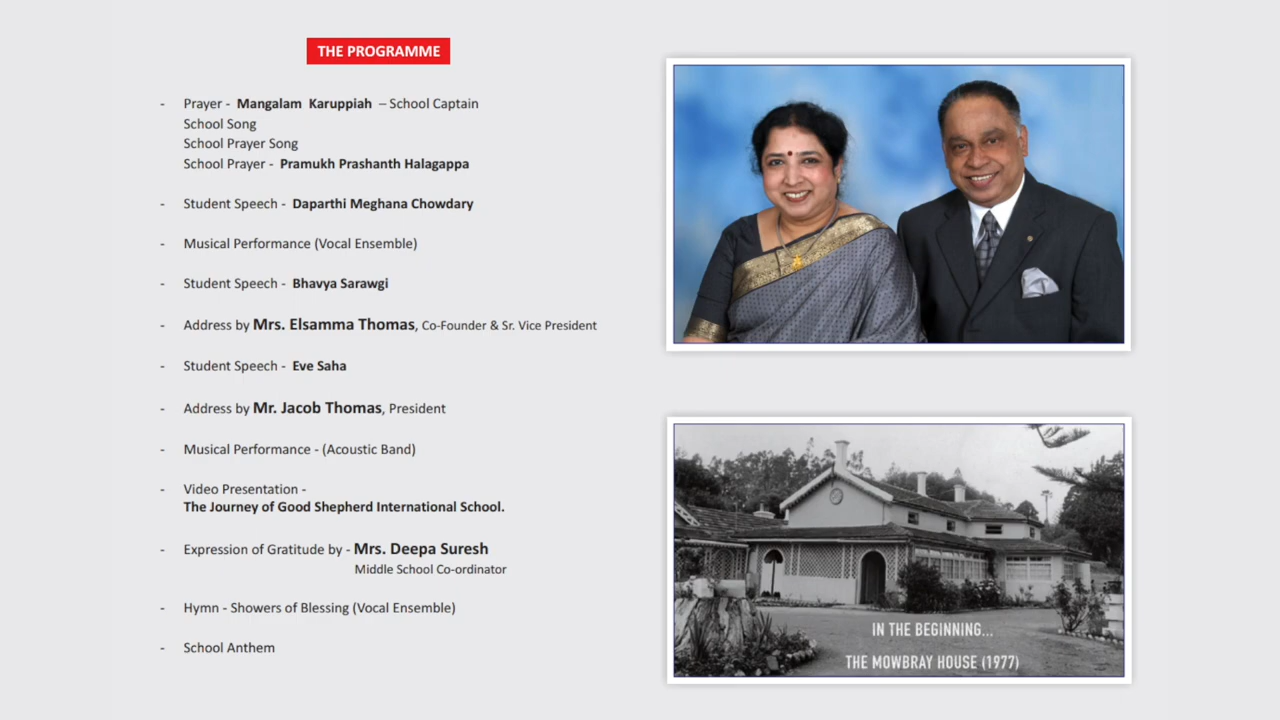 THE PROGRAMME
- Prayer - Mangalam Karuppiah – School Captain
School Song
School Prayer Song
School Prayer - Pramukh Prashanth Halagappa
- Student Speech - Daparthi Meghana Chowdary
- Musical Performance (Vocal Ensemble)
- Student Speech - Bhavya Sarawgi
- Address by Mrs. Elsamma Thomas, Co-Founder & Sr. Vice President
- Student Speech - Eve Saha
- Address by Mr. Jacob Thomas, President
- Musical Performance - (Acoustic Band)
- Video Presentation -
The Journey of Good Shepherd International School.
- Expression of Gratitude by - Mrs. Deepa Suresh
Middle School Co-ordinator
- Hymn - Showers of Blessing (Vocal Ensemble)
- School Anthem
IN THE BEGINNING...
THE MOWBRAY HOUSE (1977)